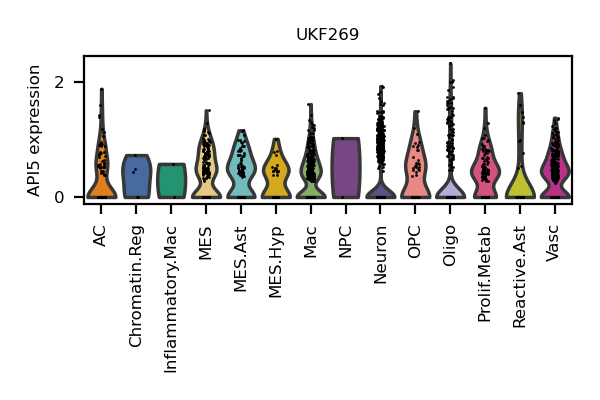 UKF269
API5 expression
2
0
AC
Chromatin.Reg
Inflammatory.Mac
MES
MES.Ast
MES.Hyp
Mac
NPC
Neuron
OPC
Oligo
Prolif.Metab
Reactive.Ast
Vasc